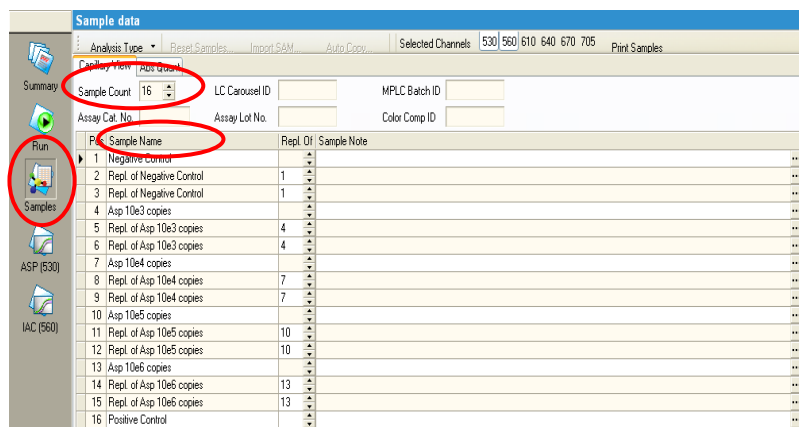 Sample data
Analysis Type Reset Samples... Import SAM... Auto Copy... Selected Channels 530 560 610 640 670 705 Print Samples
Capillary View Abs Quant
Sample Count 16 LC Carousel ID MPLC Batch ID
Assay Cat. No. Assay Lot No. Color Comp ID
Pos Sample Name Repl. Of Sample Note
1 Negative Control
2 Repl. of Negative Control 1
3 Repl. of Negative Control 1
4 Asp 10e3 copies
5 Repl. of Asp 10e3 copies 4
6 Repl. of Asp 10e3 copies 4
7 Asp 10e4 copies
8 Repl. of Asp 10e4 copies 7
9 Repl. of Asp 10e4 copies 7
10 Asp 10e5 copies
11 Repl. of Asp 10e5 copies 10
12 Repl. of Asp 10e5 copies 10
13 Asp 10e6 copies
14 Repl. of Asp 10e6 copies 13
15 Repl. of Asp 10e6 copies 13
16 Positive Control
Summary
Run
Samples
ASP (530)
IAC (560)